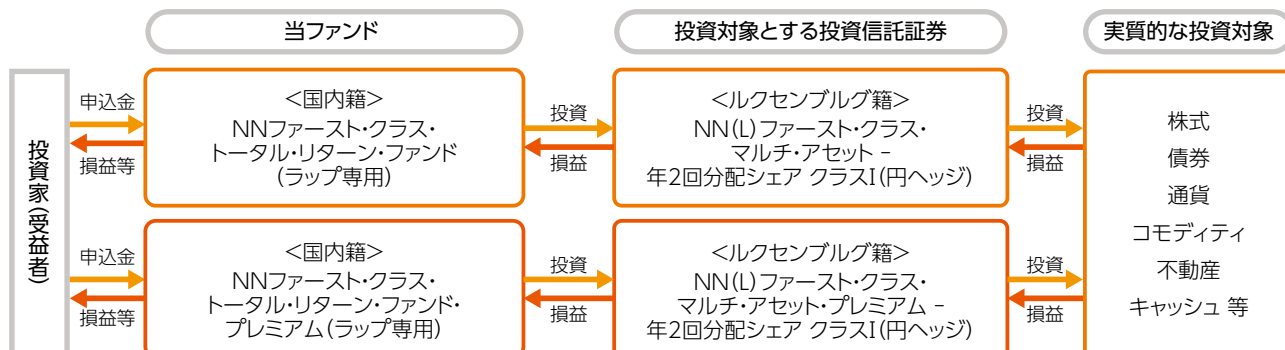 当ファンド
投資対象とする投資信託証券
実質的な投資対象
投資家(受益者)
申込金
損益等
<国内籍>
NNファースト・クラス・
トータル・リターン・ファンド
(ラップ専用)
投資
損益
<ルクセンブルグ籍>
NN(L)ファースト・クラス・
マルチ・アセット -
年2回分配シェア クラスI(円ヘッジ)
投資
損益
申込金
損益等
<国内籍>
NNファースト・クラス・
トータル・リターン・ファンド・
プレミアム(ラップ専用)
投資
損益
<ルクセンブルグ籍>
NN(L)ファースト・クラス・
マルチ・アセット・プレミアム -
年2回分配シェア クラスI(円ヘッジ)
投資
損益
株式
債券
通貨
コモディティ
不動産
キャッシュ 等